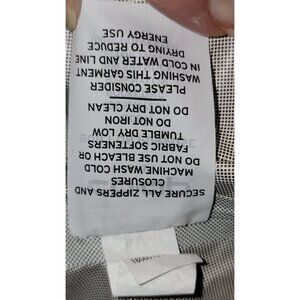 SECURE ALL ZIPPERS AND
CLOSURES
MACHINE WASH COLD
DO NOT USE BLEACH OR
FABRIC SOFTENERS
TUMBLE DRY LOW
DO NOT IRON
DO NOT DRY CLEAN
PLEASE CONSIDER
WASHING THIS GARMENT
IN COLD WATER AND LINE
DRYING TO REDUCE
ENERGY USE